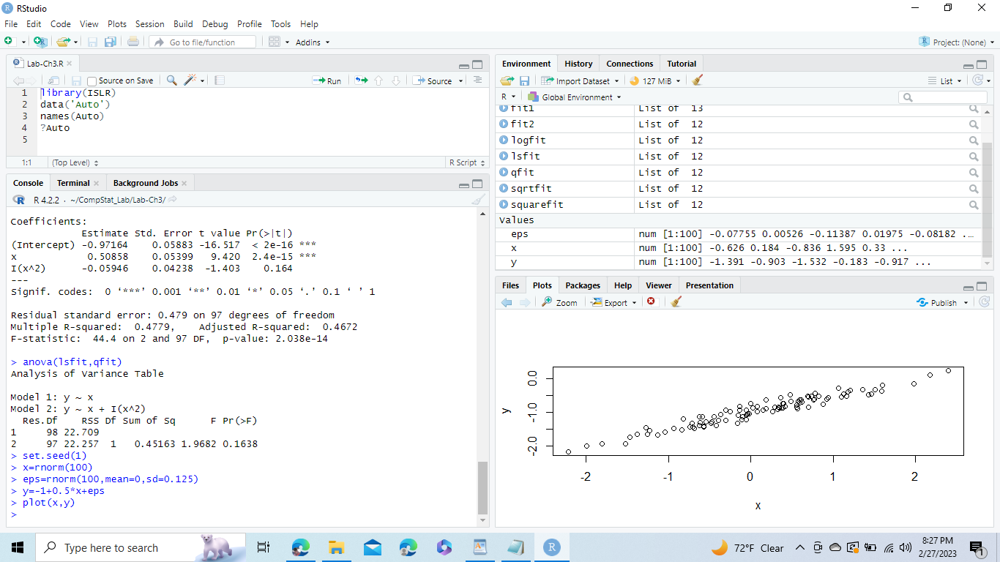 RStudio
File Edit Code View Plots Session Build Debug Profile Tools Help
Go to file/function Addins Project: (None)
Lab-Ch3.R
Source on Save Run Source
1 library(ISLR)
2 data('Auto')
3 names(Auto)
4 ?Auto
5
1:1 (Top Level) R Script
Console Terminal Background Jobs
R 4.2.2 · ~/CompStat_Lab/Lab-Ch3/
Coefficients:
Estimate Std. Error t value Pr(>|t|)
(Intercept) -0.97164 0.05883 -16.517 < 2e-16 ***
x 0.50858 0.05399 9.420 2.4e-15 ***
I(x^2) -0.05946 0.04238 -1.403 0.164
---
Signif. codes: 0 ‘***’ 0.001 ‘**’ 0.01 ‘*’ 0.05 ‘.’ 0.1 ‘ ’ 1
Residual standard error: 0.479 on 97 degrees of freedom
Multiple R-squared: 0.4779, Adjusted R-squared: 0.4672
F-statistic: 44.4 on 2 and 97 DF, p-value: 2.038e-14
> anova(lsfit,qfit)
Analysis of Variance Table
Model 1: y ~ x
Model 2: y ~ x + I(x^2)
Res.Df RSS Df Sum of Sq F Pr(>F)
1 98 22.709
2 97 22.257 1 0.45163 1.9682 0.1638
> set.seed(1)
> x=rnorm(100)
> eps=rnorm(100,mean=0,sd=0.125)
> y=-1+0.5*x+eps
> plot(x,y)
>
Environment History Connections Tutorial
Import Dataset 127 MiB List
R Global Environment
fit1 List of 13
fit2 List of 12
logfit List of 12
lsfit List of 12
qfit List of 12
sqrtfit List of 12
squarefit List of 12
Values
eps num [1:100] -0.07755 0.00526 -0.11387 0.01975 -0.08182 ...
x num [1:100] -0.626 0.184 -0.836 1.595 0.33 ...
y num [1:100] -1.391 -0.903 -1.532 -0.183 -0.917 ...
Files Plots Packages Help Viewer Presentation
Zoom Export Publish
0.0
-1.0
-2.0
y
-2 -1 0 1 2
x
Type here to search
72°F Clear
8:27 PM
2/27/2023
1